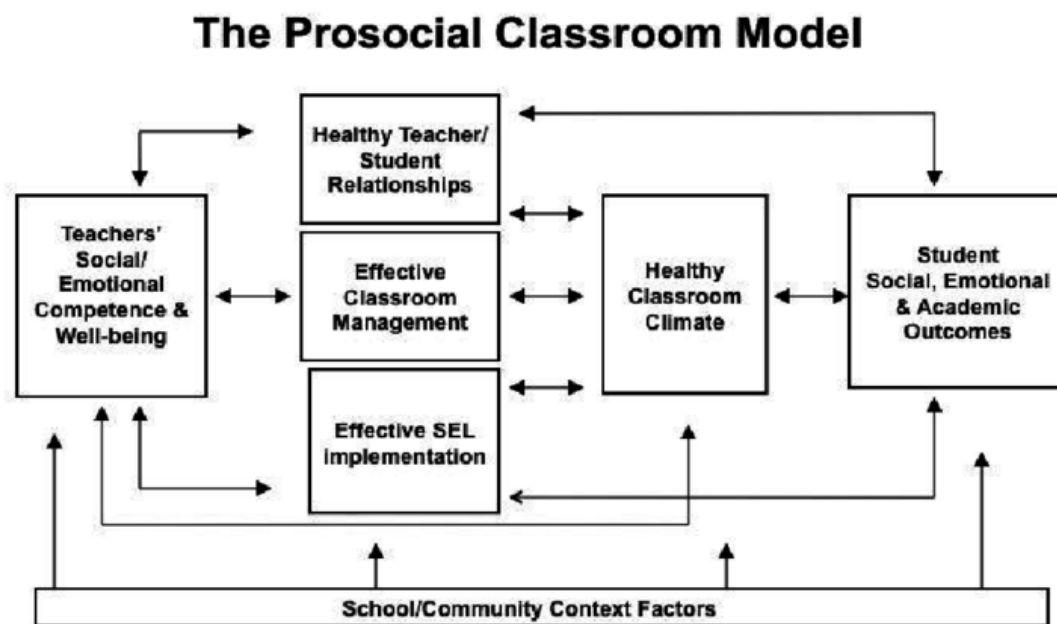 The Prosocial Classroom Model
Healthy Teacher/
Student
Relationships
Teachers'
Social/
Emotional
Competence &
Well-being
Effective
Classroom
Management
Healthy
Classroom
Climate
Student
Social, Emotional
& Academic
Outcomes
Effective SEL
implementation
School/Community Context Factors